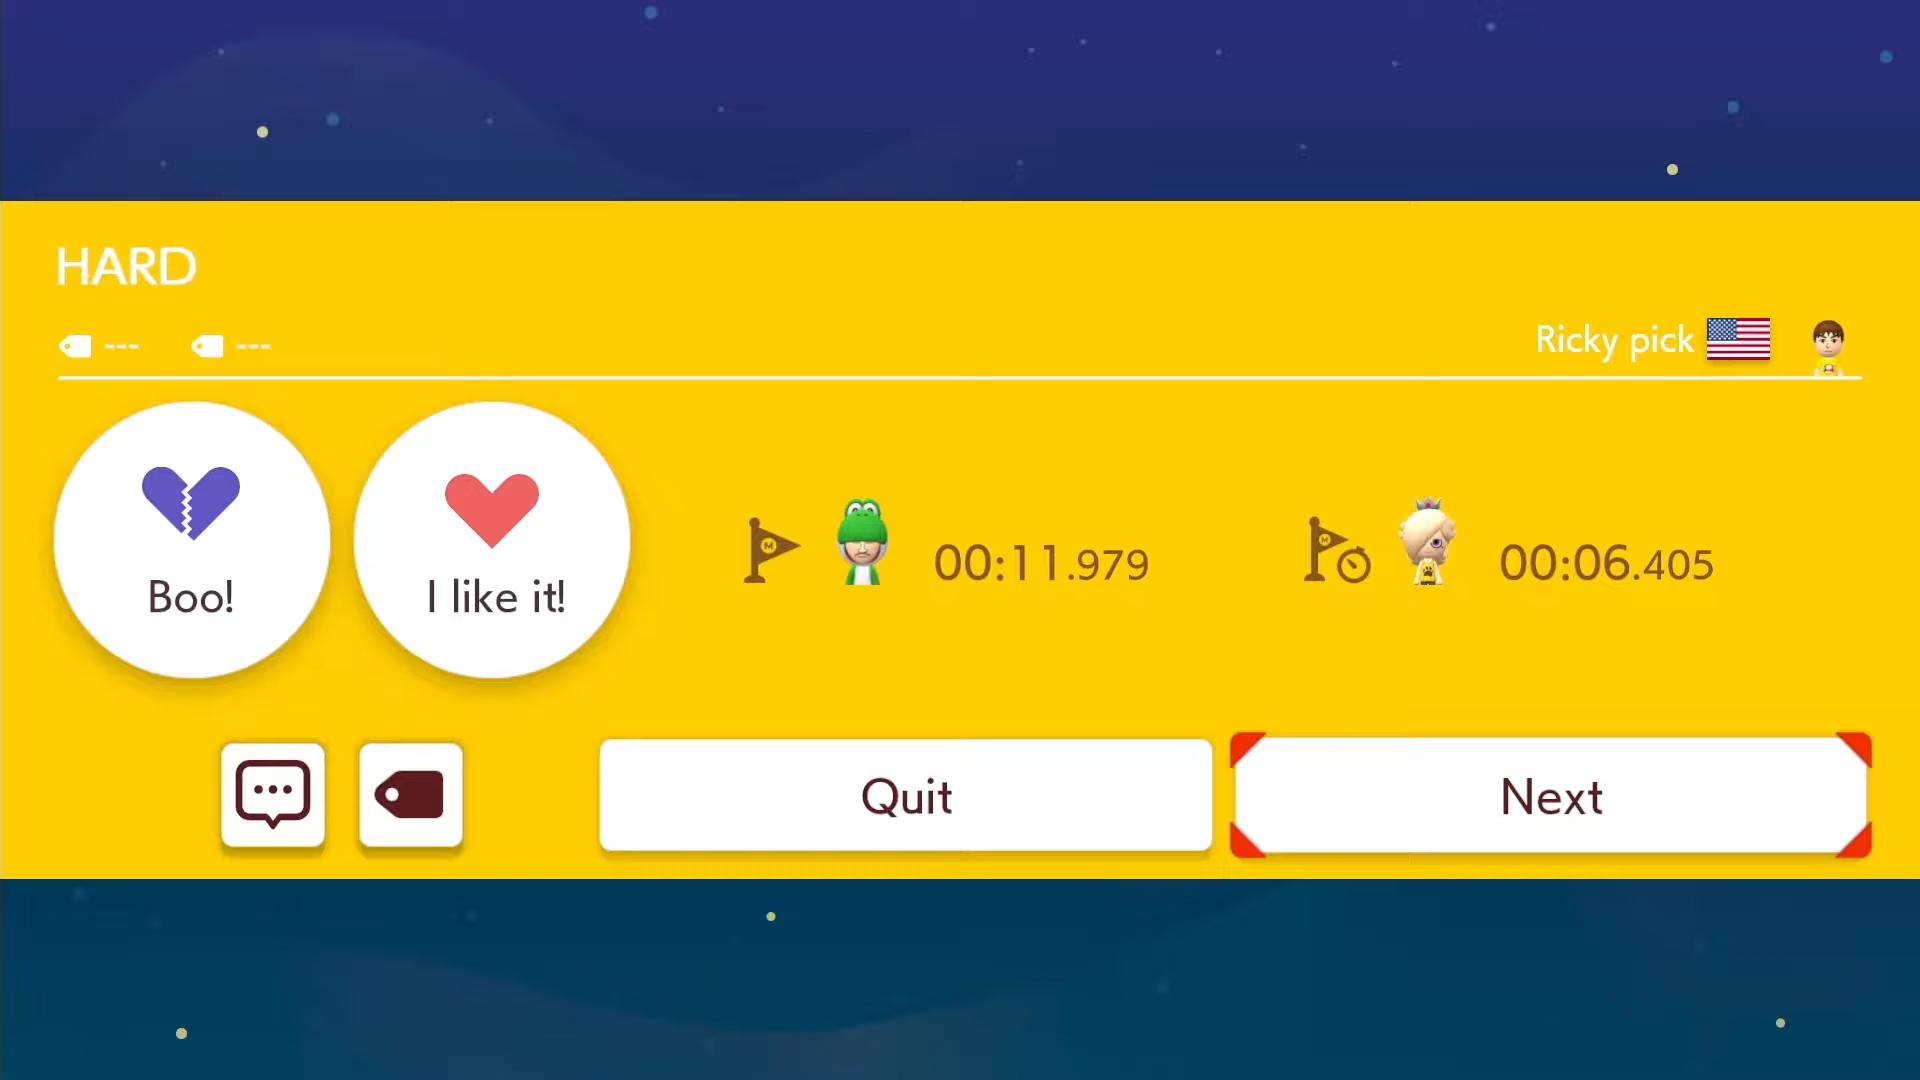 HARD
--- ---
Ricky pick
Boo!
I like it!
M
00:11.979
M
00:06.405
Quit
Next